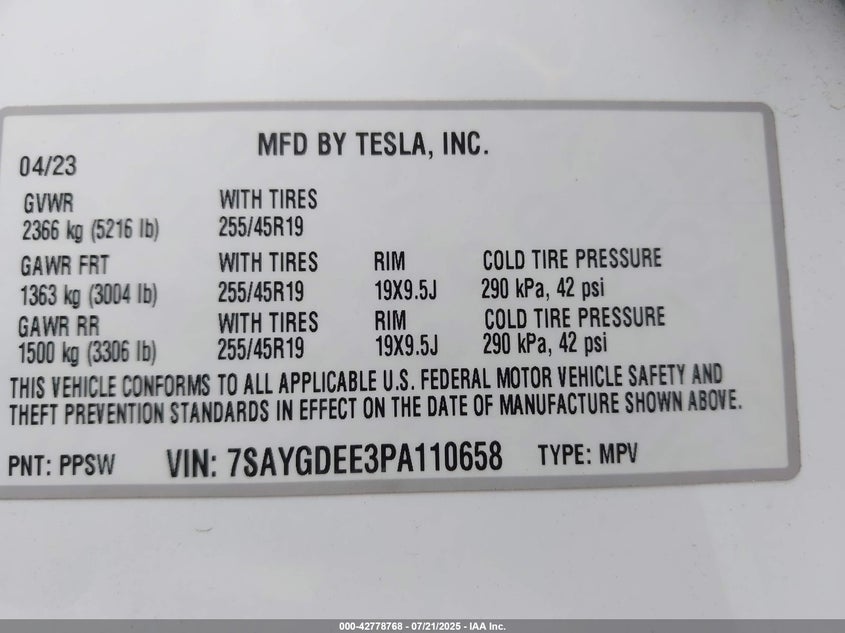 MFD BY TESLA, INC.
04/23
GVWR WITH TIRES
2366 kg (5216 lb) 255/45R19
GAWR FRT WITH TIRES RIM COLD TIRE PRESSURE
1363 kg (3004 lb) 255/45R19 19X9.5J 290 kPa, 42 psi
GAWR RR WITH TIRES RIM COLD TIRE PRESSURE
1500 kg (3306 lb) 255/45R19 19X9.5J 290 kPa, 42 psi
THIS VEHICLE CONFORMS TO ALL APPLICABLE U.S. FEDERAL MOTOR VEHICLE SAFETY AND
THEFT PREVENTION STANDARDS IN EFFECT ON THE DATE OF MANUFACTURE SHOWN ABOVE.
PNT: PPSW VIN: 7SAYGDEE3PA110658 TYPE: MPV
000-42778768 - 07/21/2025 - IAA Inc.